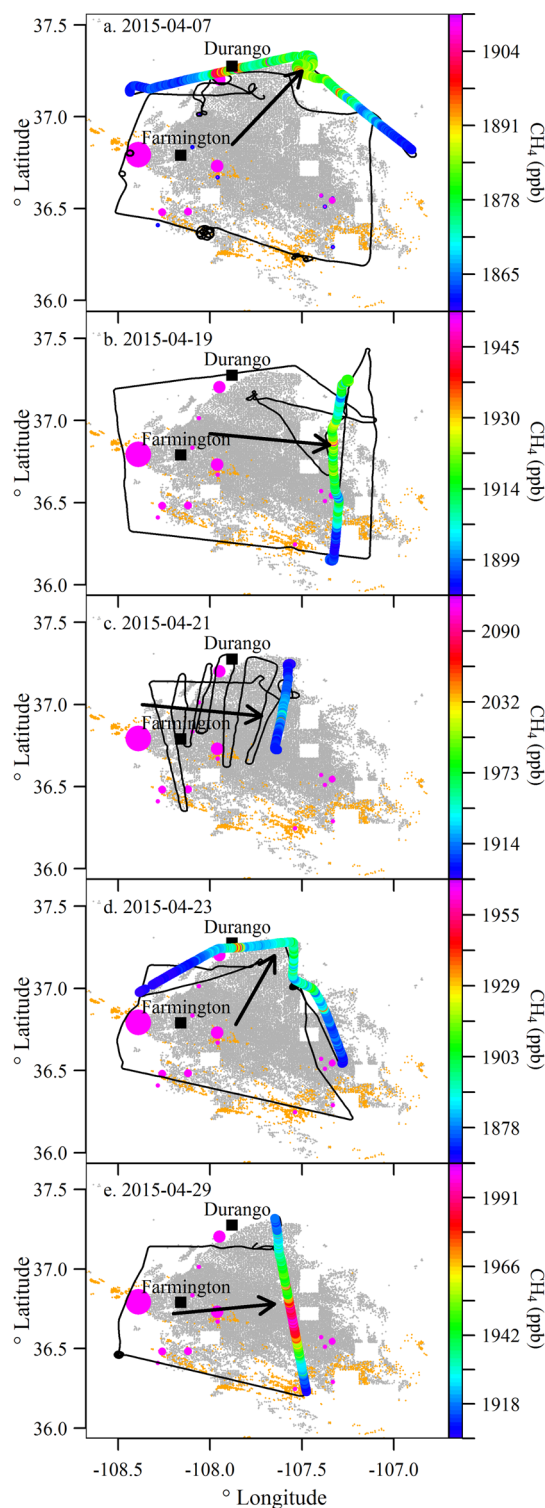 a. 2015-04-07
Durango
Farmington
37.5
37.0
36.5
36.0
° Latitude
1904
1891
1878
1865
CH₄ (ppb)
b. 2015-04-19
Durango
Farmington
37.5
37.0
36.5
36.0
° Latitude
1945
1930
1914
1899
CH₄ (ppb)
c. 2015-04-21
Durango
Farmington
37.5
37.0
36.5
36.0
° Latitude
2090
2032
1973
1914
CH₄ (ppb)
d. 2015-04-23
Durango
Farmington
37.5
37.0
36.5
36.0
° Latitude
1955
1929
1903
1878
CH₄ (ppb)
e. 2015-04-29
Durango
Farmington
37.5
37.0
36.5
36.0
° Latitude
1991
1966
1942
1918
CH₄ (ppb)
-108.5 -108.0 -107.5 -107.0
° Longitude